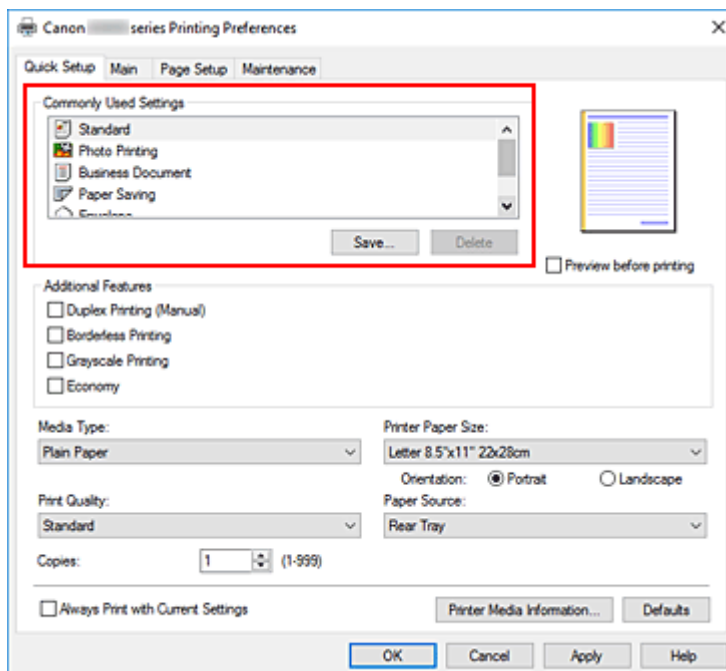 Canon series Printing Preferences
Quick Setup Main Page Setup Maintenance
Commonly Used Settings
Standard
Photo Printing
Business Document
Paper Saving
Envelope
Save... Delete
Preview before printing
Additional Features
Duplex Printing (Manual)
Borderless Printing
Grayscale Printing
Economy
Media Type: Printer Paper Size:
Plain Paper Letter 8.5"x11" 22x28cm
Orientation: Portrait Landscape
Print Quality: Paper Source:
Standard Rear Tray
Copies: 1 (1-999)
Always Print with Current Settings Printer Media Information... Defaults
OK Cancel Apply Help